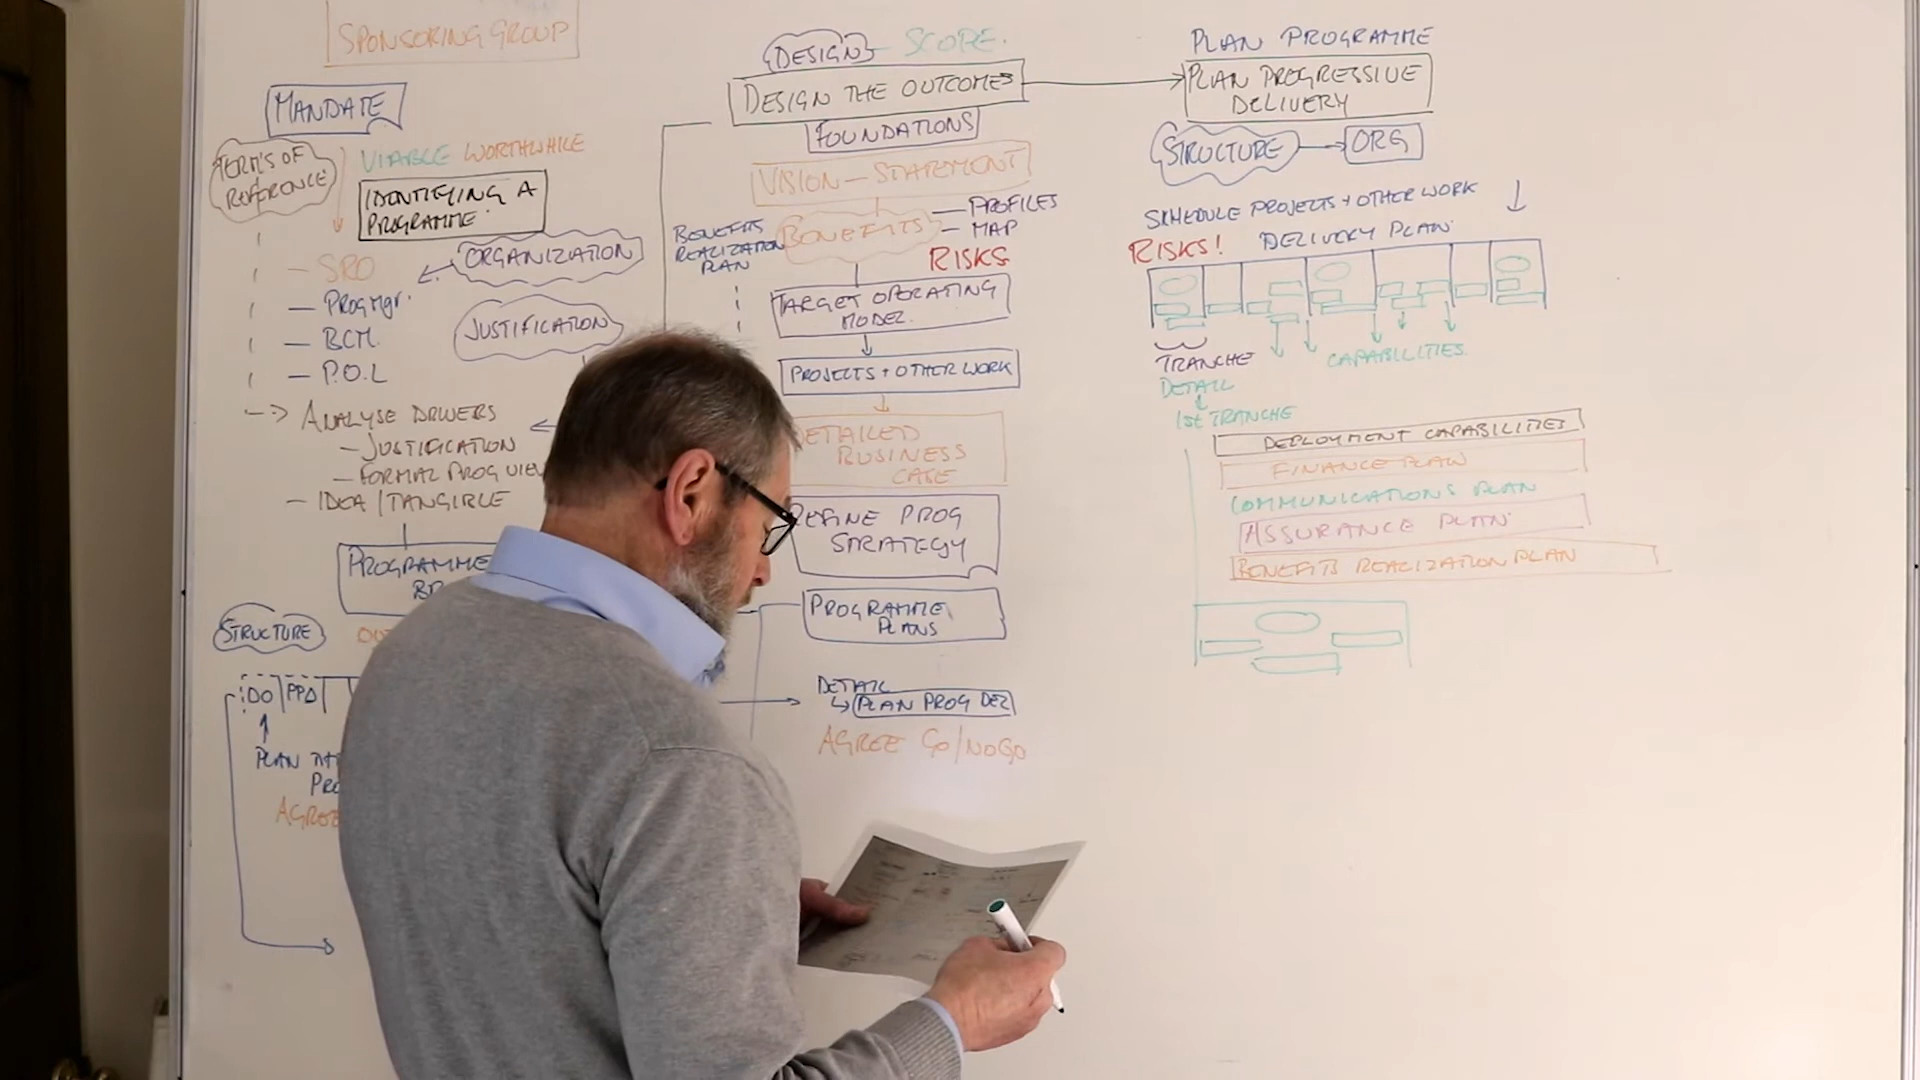 SPONSORING GROUP
MANDATE
TERM'S OF
REFERENCE
VIABLE WORTHWHILE
IDENTIFYING A
PROGRAMME
ORGANIZATION
- SRO
- PROG Mgr.
- BCM.
- P.O.L
JUSTIFICATION
-> ANALYSE DRIVERS
- JUSTIFICATION
- FORMAL PROG VIEW
- IDEA/TANGIBLE
PROGRAMME
STRUCTURE
DO PPD
PLAN
AGREE
DESIGN SCOPE.
DESIGN THE OUTCOMES
FOUNDATIONS
VISION - STATEMENT
BENEFITS
REALIZATION
PLAN
BENEFITS
- PROFILES
- MAP
RISKS
TARGET OPERATING
MODEL.
PROJECTS + OTHER WORK
DETAILED
BUSINESS
CASE
REFINE PROG
STRATEGY
PROGRAMME
PLANS
DETAIL
PLAN PROG DEL
AGREE GO/NOGO
PLAN PROGRAMME
PLAN PROGRESSIVE
DELIVERY
STRUCTURE ORG
SCHEDULE PROJECTS + OTHER WORK
RISKS! DELIVERY PLAN
TRANCHE CAPABILITIES.
DETAIL
1st TRANCHE
DEPLOYMENT CAPABILITIES
FINANCE PLAN
COMMUNICATIONS PLAN
ASSURANCE PLAN
BENEFITS REALIZATION PLAN